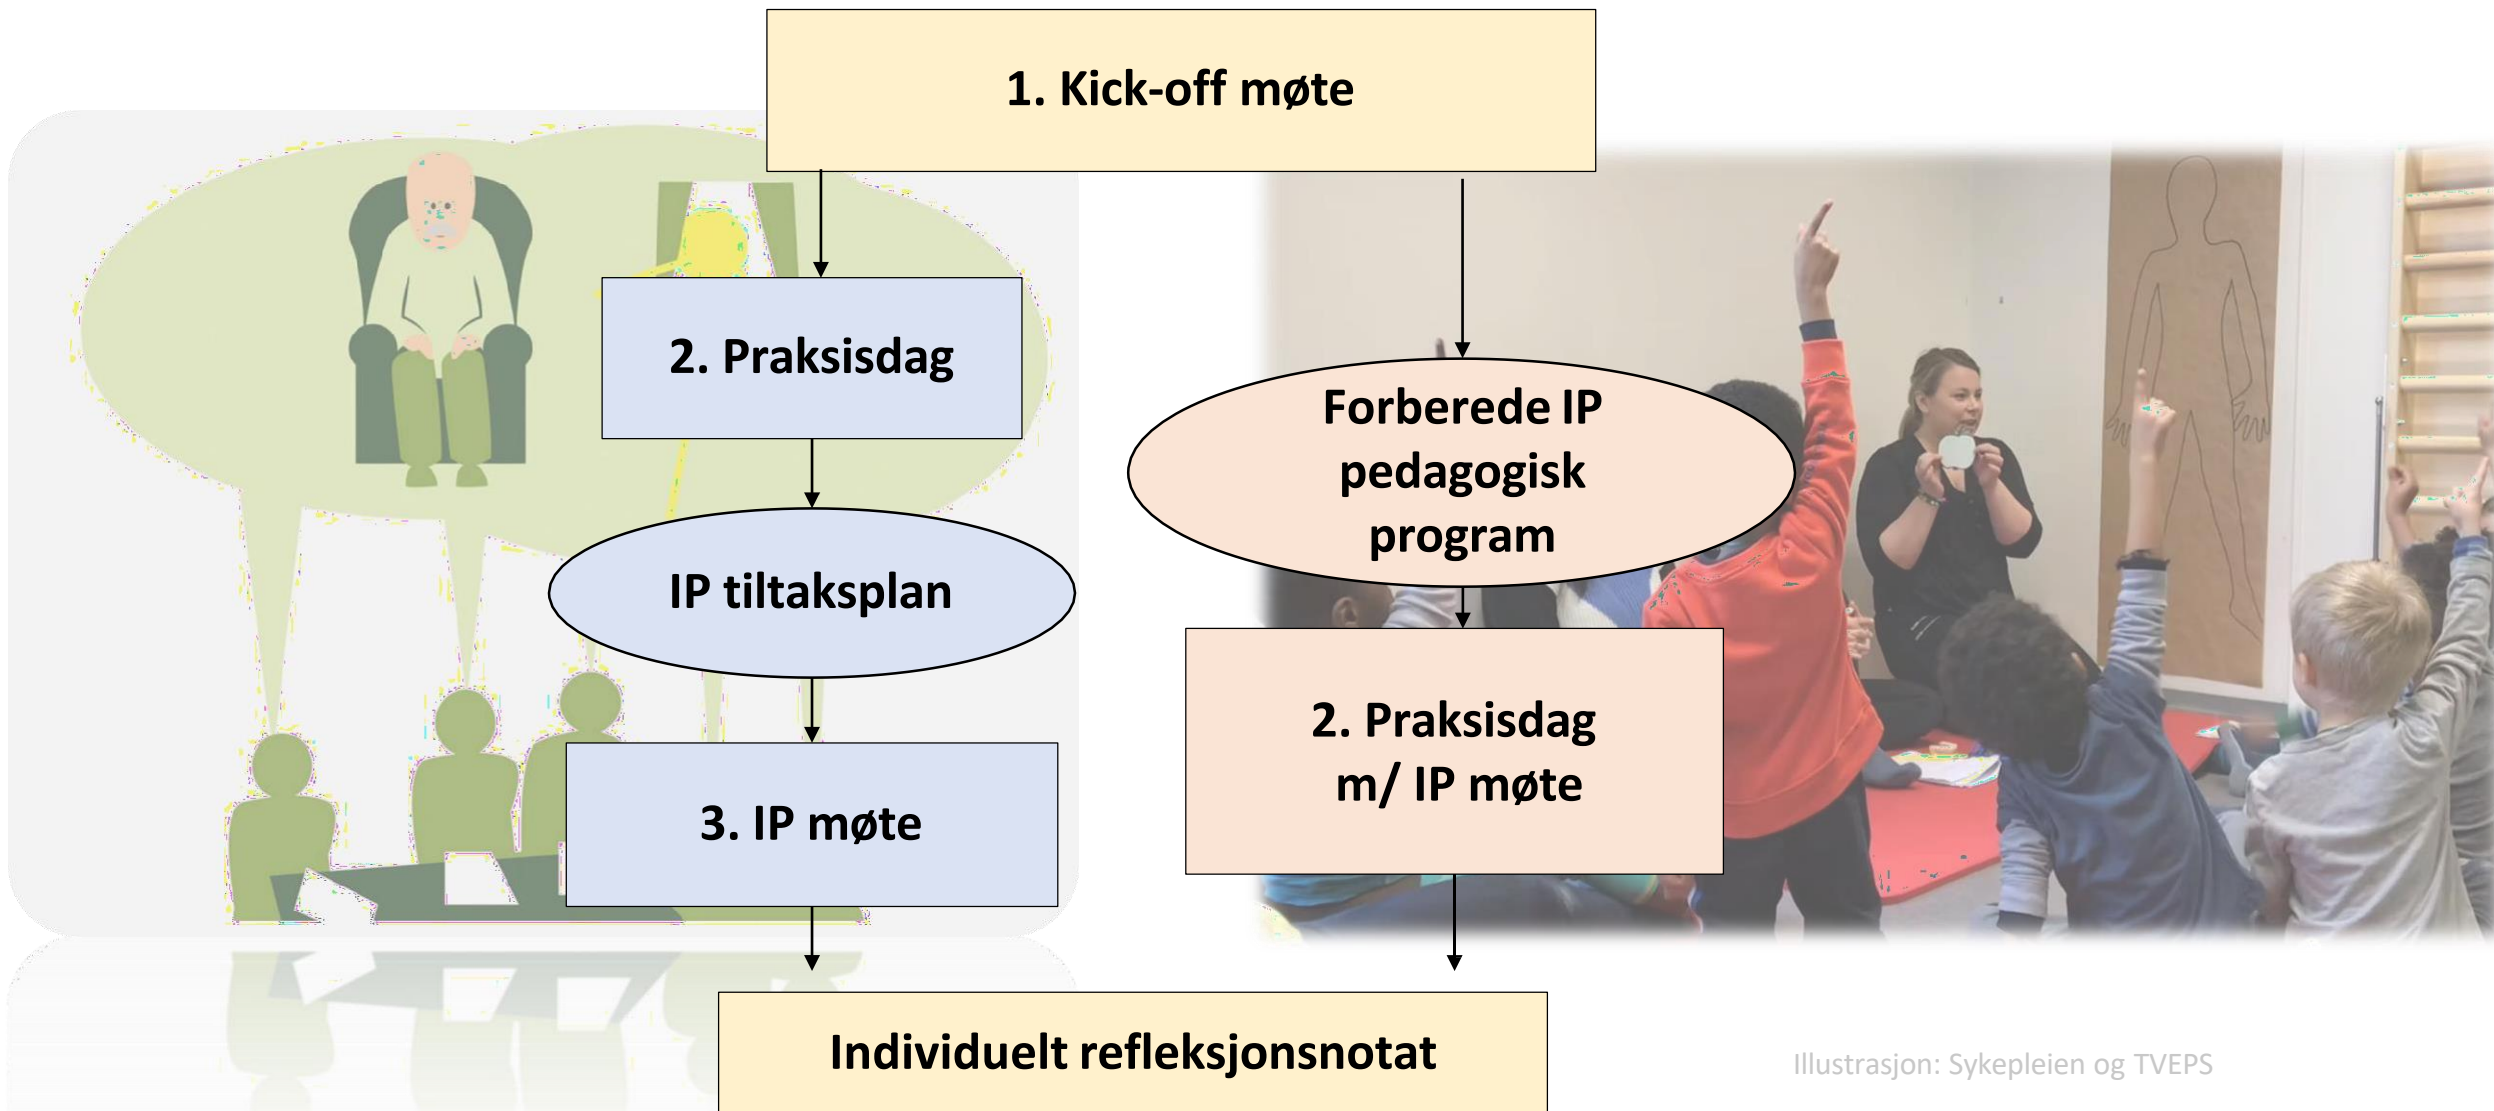 1. Kick-off møte
2. Praksisdag
IP tiltaksplan
3. IP møte
Forberede IP
pedagogisk
program
2. Praksisdag
m/ IP møte
Individuelt refleksjonsnotat
Illustrasjon: Sykepleien og TVEPS